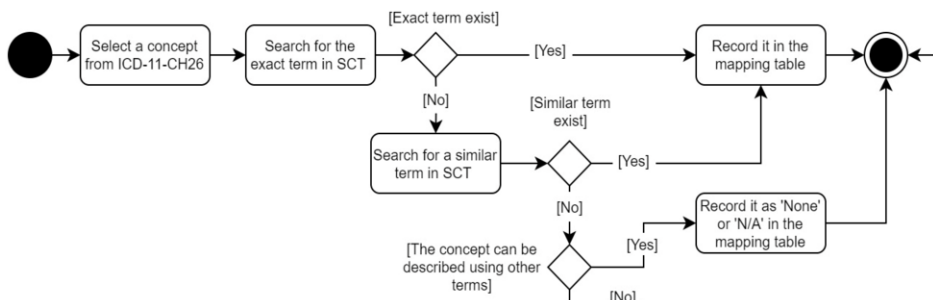 [Exact term exist]
Select a concept
from ICD-11-CH26
Search for the
exact term in SCT
[Yes]
Record it in the
mapping table
[No]
[Similar term
exist]
Search for a similar
term in SCT
[Yes]
[No]
Record it as 'None'
or 'N/A' in the
mapping table
[Yes]
[The concept can be
described using other
terms]
[No]